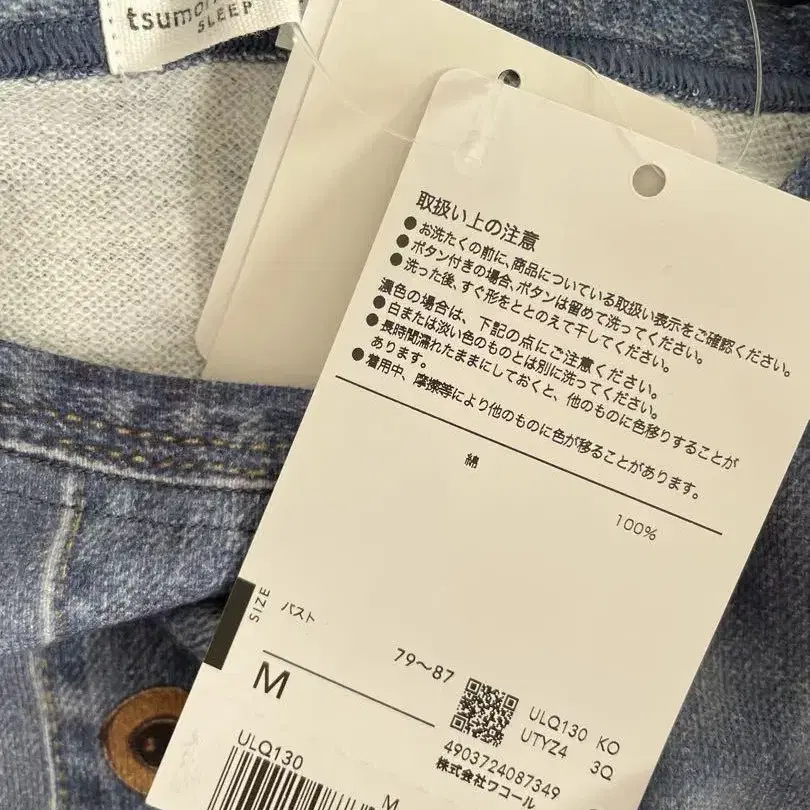 tsumor
SLEEP
取扱い上の注意
●お洗たくの前に、商品についている取扱い表示をご確認ください。
●ボタン付きの場合、ボタンは留めて洗ってください。
●洗った後、すぐ形をととのえて干してください。
濃色の場合は、下記の点にご注意ください。
●白または淡い色のものとは別に洗ってください。
●長時間濡れたままにしておくと、他のものに色移りすることが
あります。
●着用中、摩擦等により他のものに色が移ることがあります。
綿
100%
SIZE
バスト
79~87
M
ULQ130 KO
UTYZ4 3Q
4903724087349
株式会社ワコール
ULQ130
M